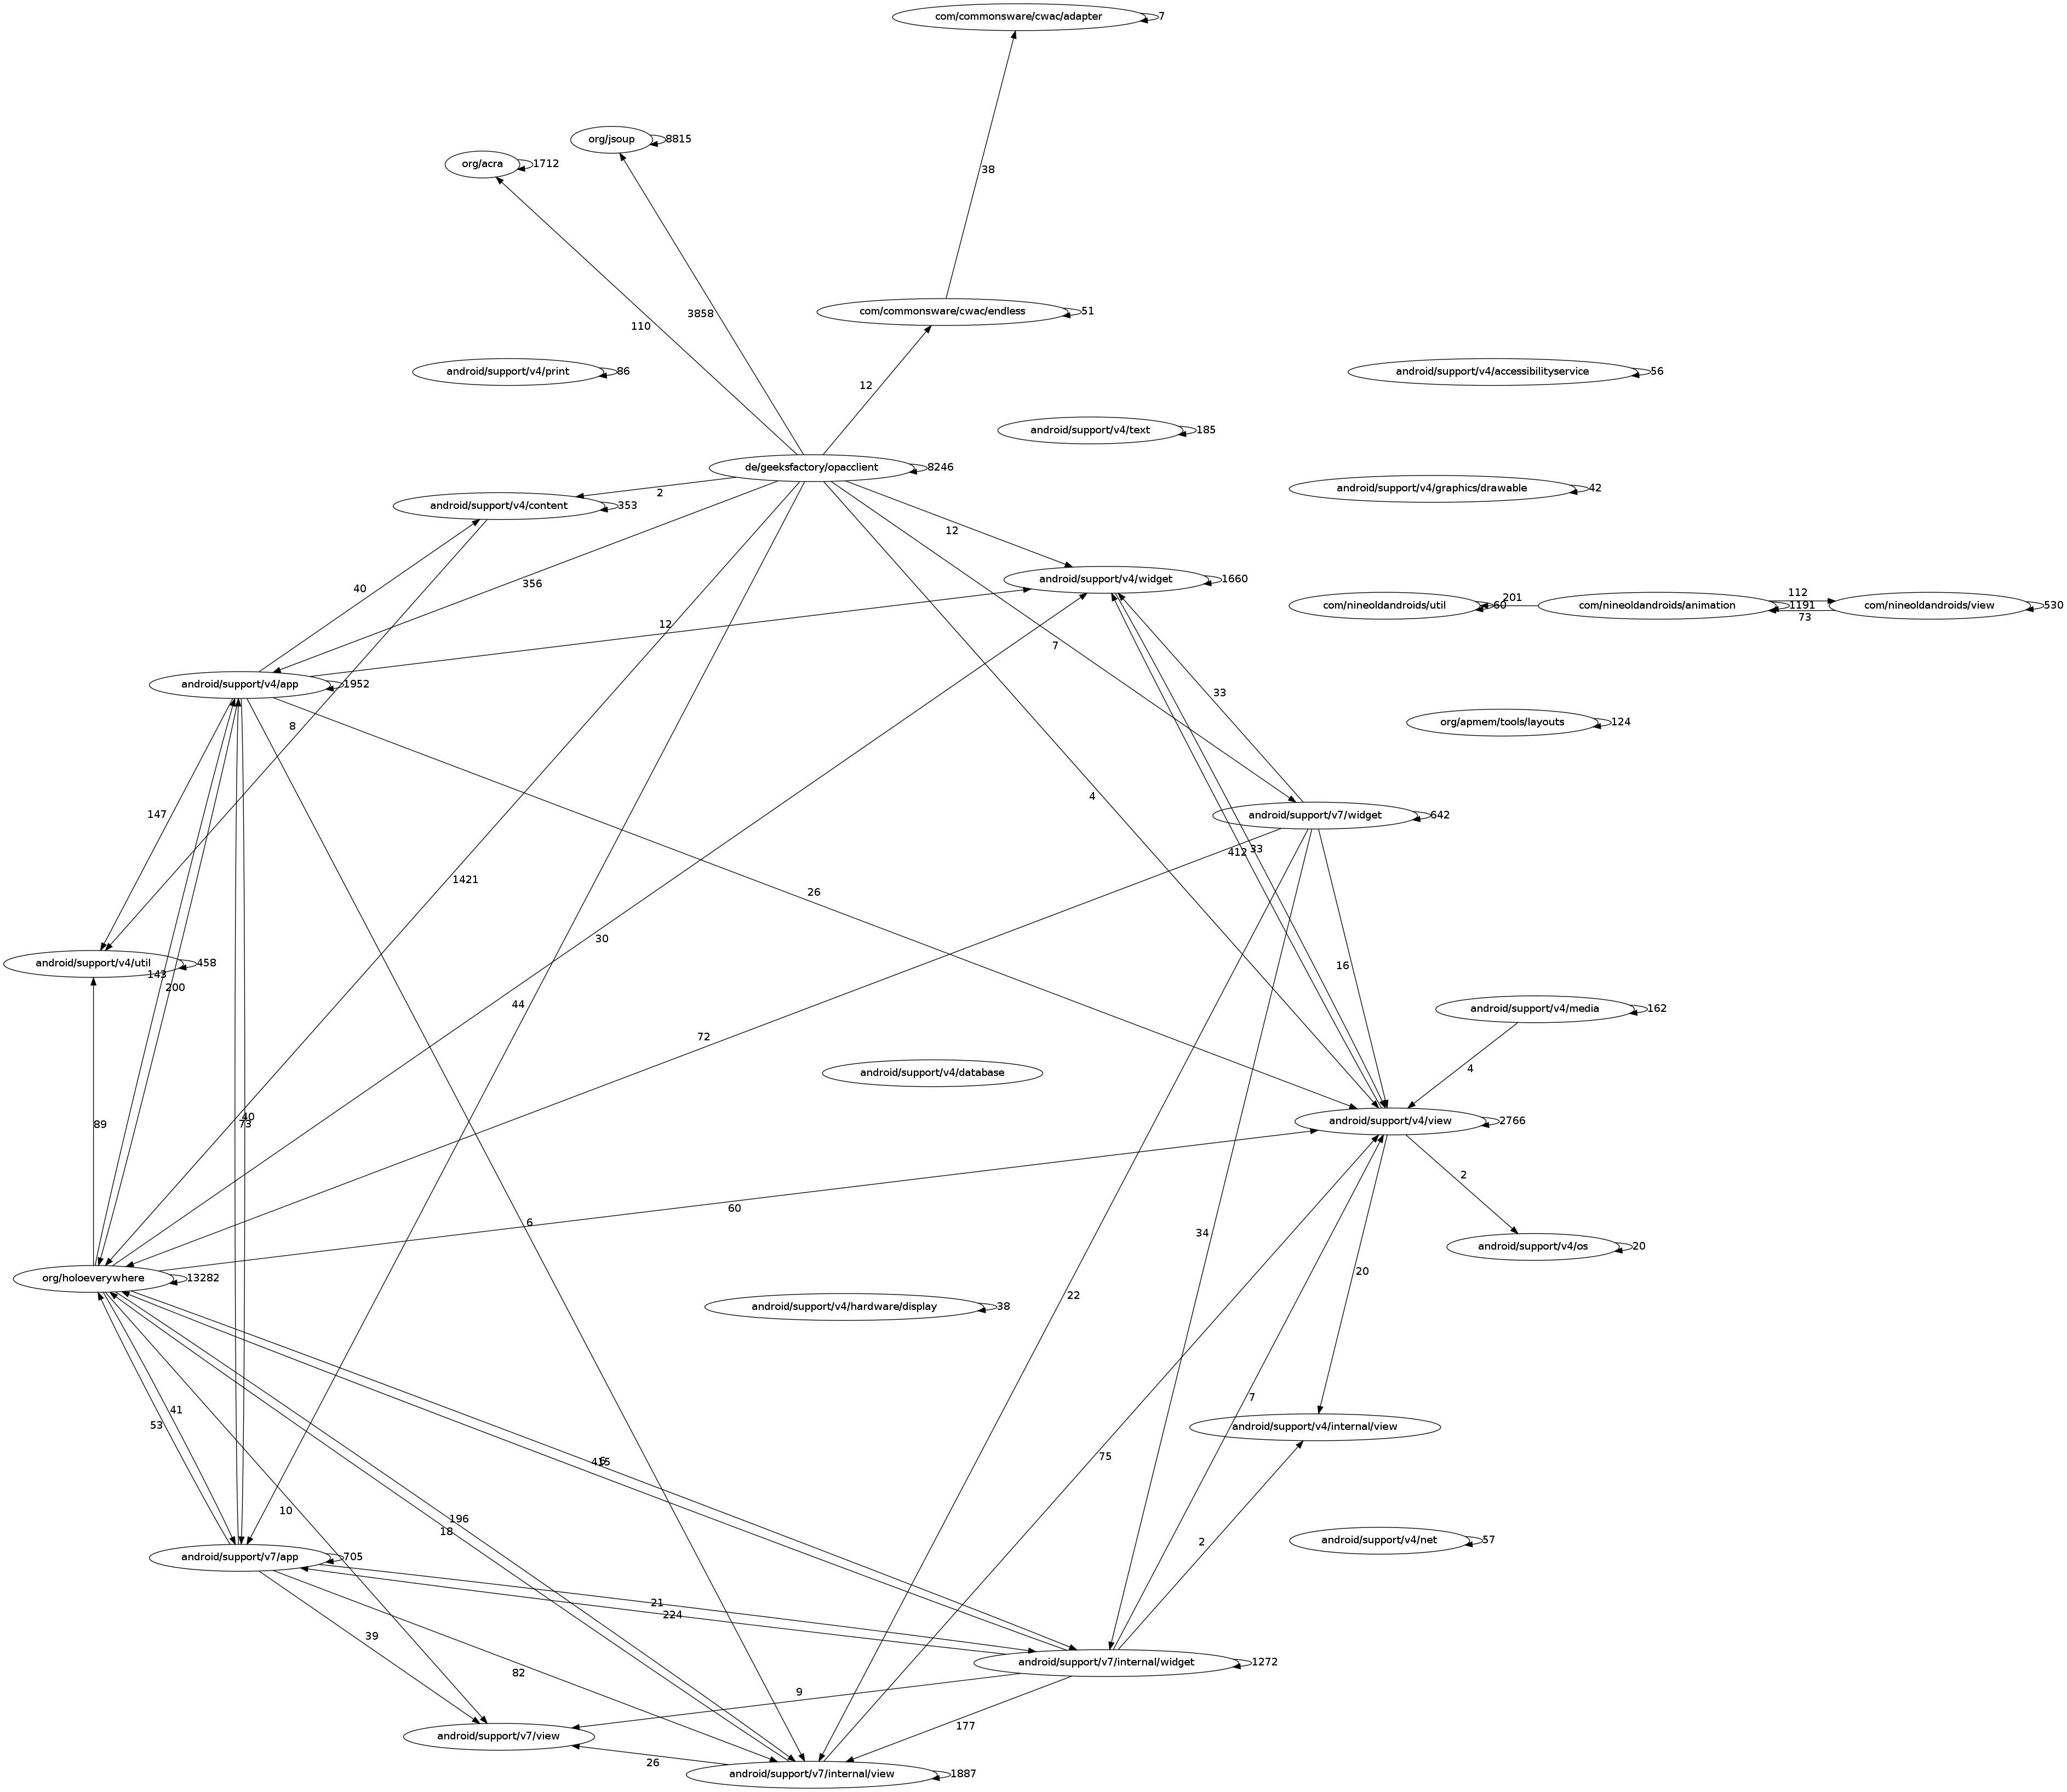 com/commonsware/cwac/adapter
7
org/jsoup
8815
org/acra
1712
38
com/commonsware/cwac/endless
51
110
3858
12
android/support/v4/print
86
android/support/v4/accessibilityservice
56
android/support/v4/text
185
de/geeksfactory/opacclient
8246
android/support/v4/graphics/drawable
42
2
android/support/v4/content
353
12
android/support/v4/widget
1660
40
356
com/nineoldandroids/util
60
201
com/nineoldandroids/animation
1191
112
73
com/nineoldandroids/view
530
12
7
android/support/v4/app
1952
33
org/apmem/tools/layouts
124
8
4
147
android/support/v7/widget
642
412
33
1421
26
30
android/support/v4/util
458
16
143
200
44
android/support/v4/media
162
72
android/support/v4/database
4
89
40
73
android/support/v4/view
2766
2
60
6
34
android/support/v4/os
20
org/holoeverywhere
13282
20
22
android/support/v4/hardware/display
38
7
41
53
android/support/v4/internal/view
75
415
6
10
196
18
2
android/support/v4/net
57
android/support/v7/app
705
21
224
39
82
android/support/v7/internal/widget
1272
9
177
android/support/v7/view
26
android/support/v7/internal/view
1887